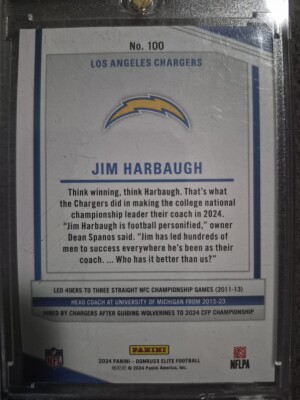 No. 100
LOS ANGELES CHARGERS
JIM HARBAUGH
Think winning, think Harbaugh. That's what
the Chargers did in making the college national
championship leader their coach in 2024.
"Jim Harbaugh is football personified," owner
Dean Spanos said. "Jim has led hundreds of
men to success everywhere he's been as their
coach. ... Who has it better than us?"
LED 49ERS TO THREE STRAIGHT NFC CHAMPIONSHIP GAMES (2011-13)
HEAD COACH AT UNIVERSITY OF MICHIGAN FROM 2015-23
HIRED BY CHARGERS AFTER GUIDING WOLVERINES TO 2024 CFP CHAMPIONSHIP
PANINI
NFL
2024 PANINI - DONRUSS ELITE FOOTBALL
© 2024 Panini America, Inc.
NFLPA